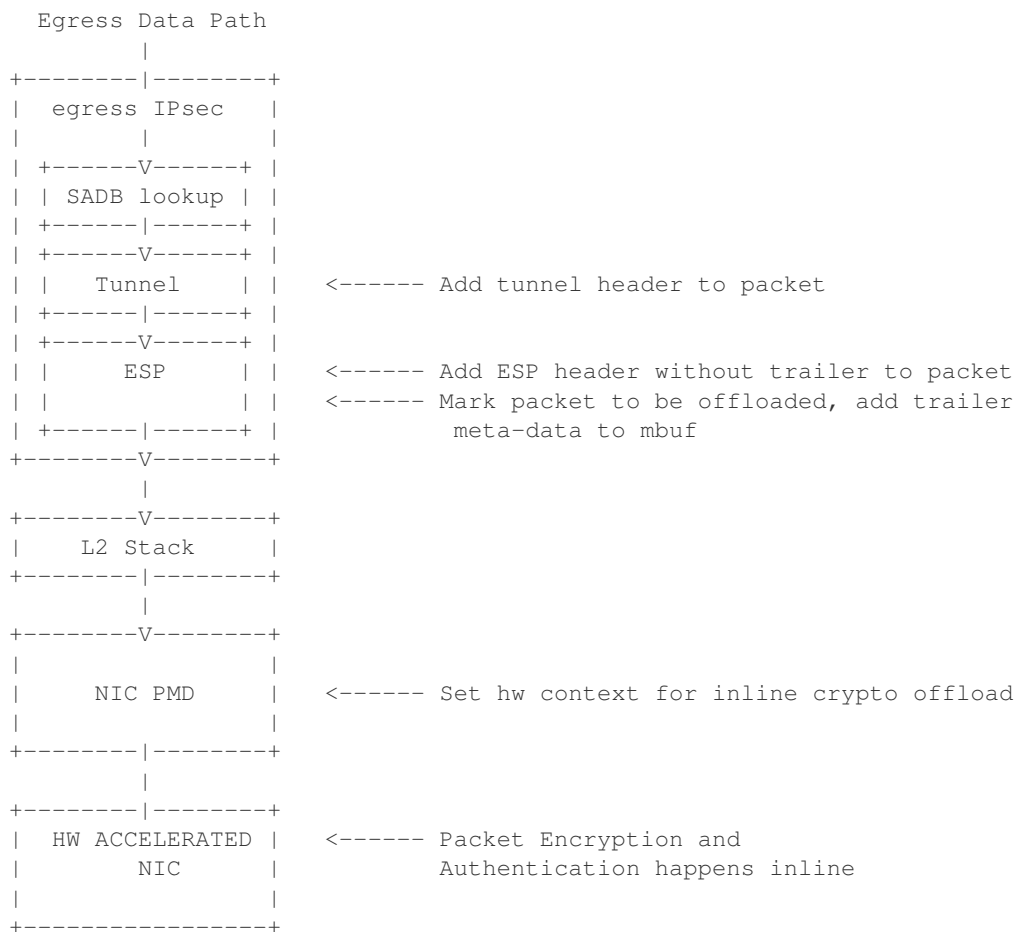 Egress Data Path
         |
+--------|--------+
|  egress IPsec   |
|        |        |
| +------V------+ |
| | SADB lookup | |
| +------|------+ |
| +------V------+ |
| |   Tunnel    | |   <------ Add tunnel header to packet
| +------|------+ |
| +------V------+ |
| |     ESP     | |   <------ Add ESP header without trailer to packet
| |             | |   <------ Mark packet to be offloaded, add trailer
| +------|------+ |            meta-data to mbuf
+--------V--------+
         |
+--------V--------+
|    L2 Stack     |
+--------|--------+
         |
+--------V--------+
|                 |
|     NIC PMD     |   <------ Set hw context for inline crypto offload
|                 |
+--------|--------+
         |
+--------|--------+
|  HW ACCELERATED |   <------ Packet Encryption and
|        NIC      |           Authentication happens inline
|                 |
+-----------------+